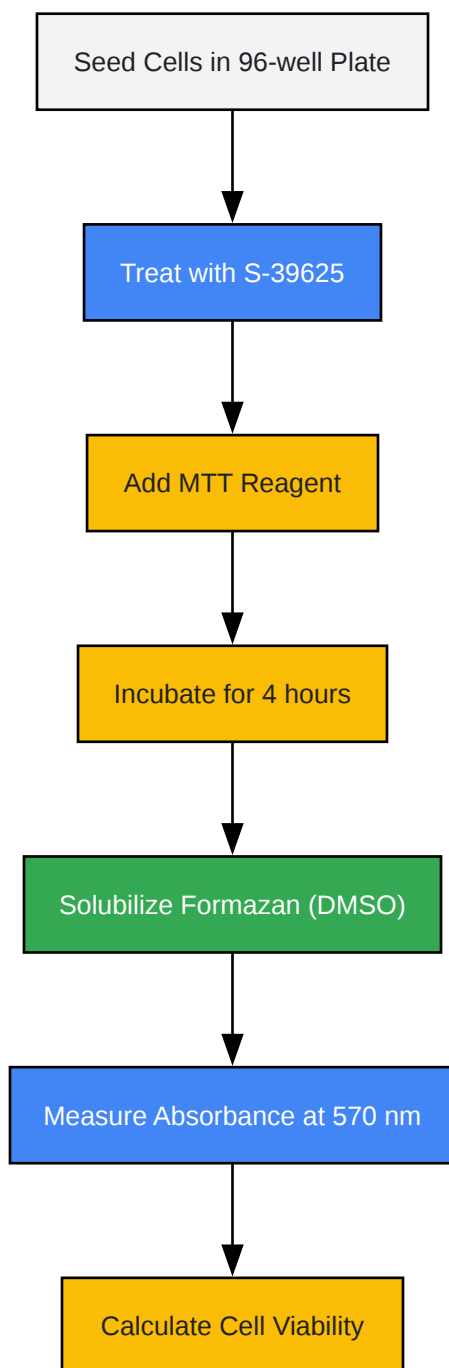 Seed Cells in 96-well Plate
Treat with S-39625
Add MTT Reagent
Incubate for 4 hours
Solubilize Formazan (DMSO)
Measure Absorbance at 570 nm
Calculate Cell Viability